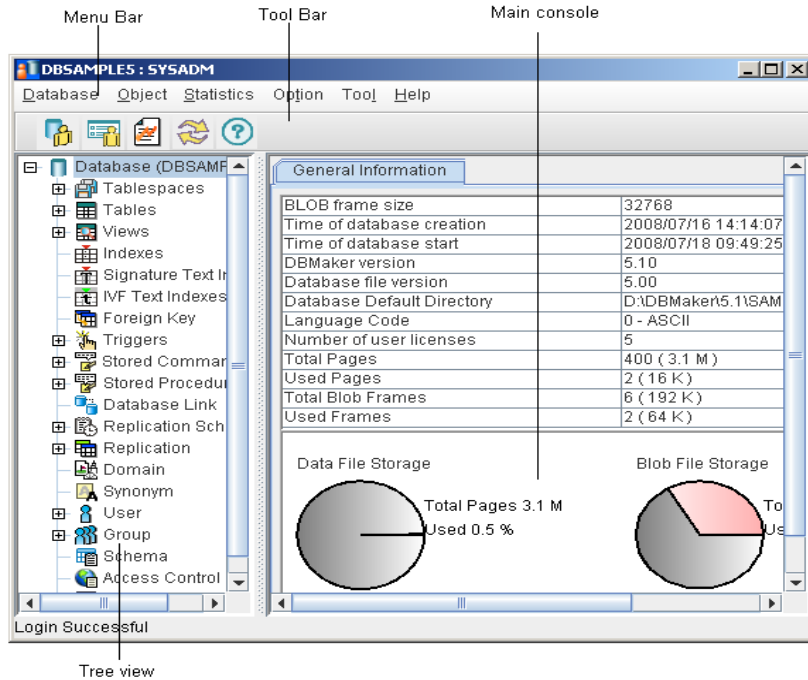 Menu Bar
Tool Bar
Main console
DBSAMPLE5 : SYSADM
Database Object Statistics Option Tool Help
Database (DBSAMP
Tablespaces
Tables
Views
Indexes
Signature Text In
IVF Text Indexes
Foreign Key
Triggers
Stored Commar
Stored Procedur
Database Link
Replication Sch
Replication
Domain
Synonym
User
Group
Schema
Access Control
General Information
BLOB frame size 32768
Time of database creation 2008/07/16 14:14:07
Time of database start 2008/07/18 09:49:25
DBMaker version 5.10
Database file version 5.00
Database Default Directory D:\DBMaker\5.1\SAM
Language Code 0 - ASCII
Number of user licenses 5
Total Pages 400 ( 3.1 M )
Used Pages 2 ( 16 K )
Total Blob Frames 6 ( 192 K )
Used Frames 2 ( 64 K )
Data File Storage
Total Pages 3.1 M
Used 0.5 %
Blob File Storage
To
Us
Login Successful
Tree view